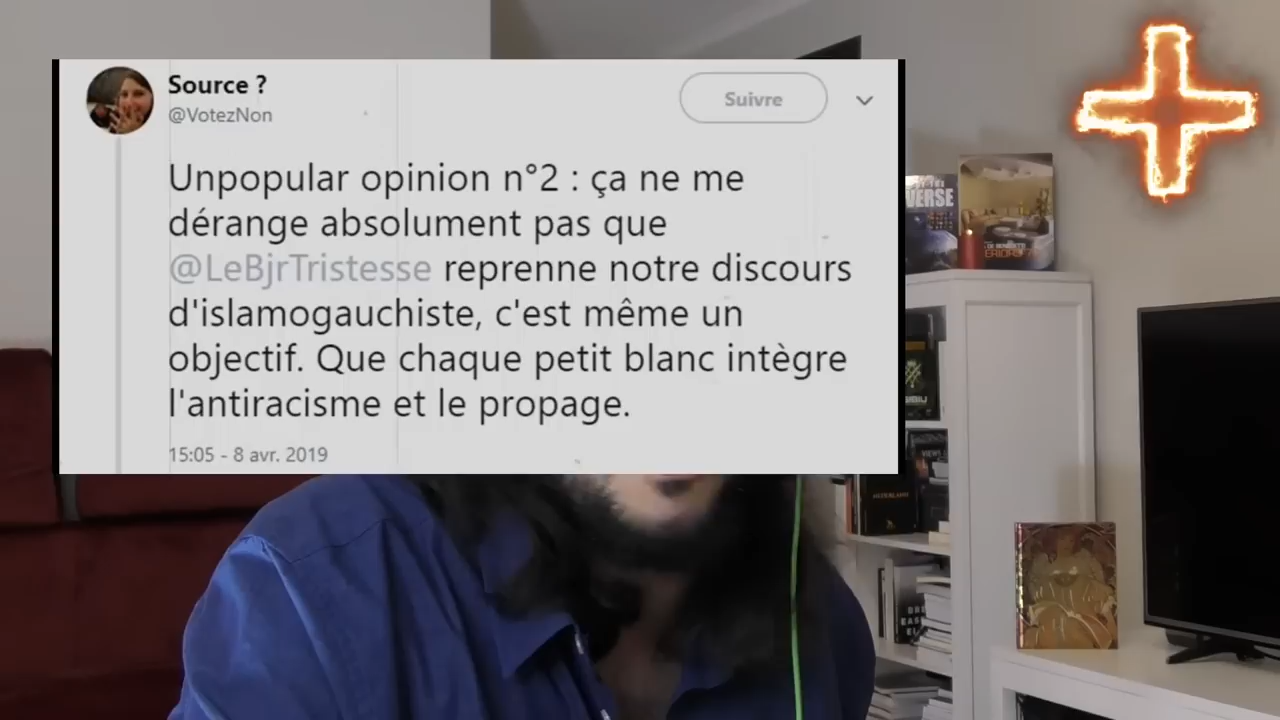 Source ?
@VotezNon
Suivre
Unpopular opinion n°2 : ça ne me
dérange absolument pas que
@LeBjrTristesse reprenne notre discours
d'islamogauchiste, c'est même un
objectif. Que chaque petit blanc intègre
l'antiracisme et le propage.
15:05 - 8 avr. 2019
VERSE